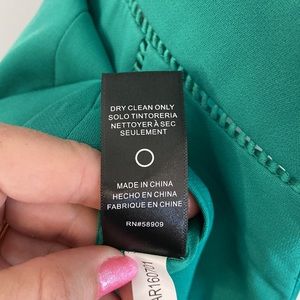 DRY CLEAN ONLY
SOLO TINTORERIA
NETTOYER À SEC
SEULEMENT
MADE IN CHINA
HECHO EN CHINA
FABRIQUE EN CHINE
RN#58909
AR160701